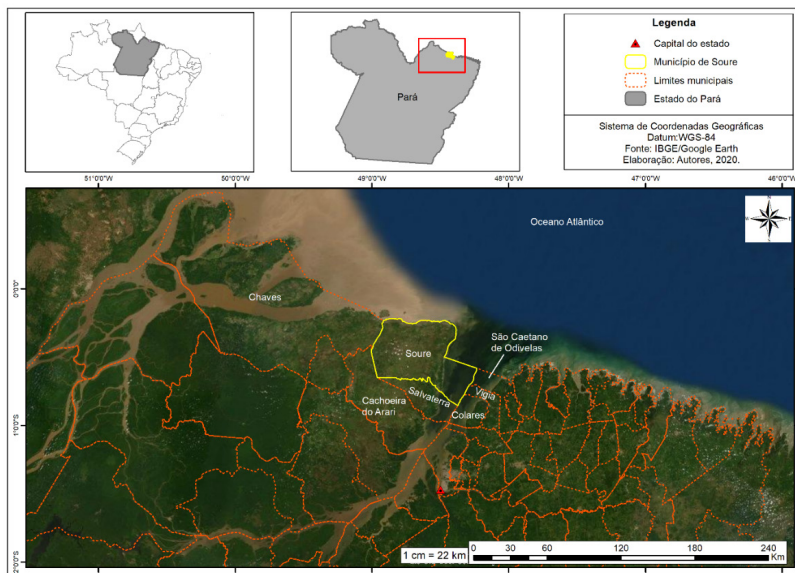 Pará
Legenda
Capital do estado
Município de Soure
Limites municipais
Estado do Pará
Sistema de Coordenadas Geográficas
Datum:WGS-84
Fonte: IBGE/Google Earth
Elaboração: Autores, 2020.
51°0'0"W 50°0'0"W 49°0'0"W 48°0'0"W 47°0'0"W 46°0'0"W
Oceano Atlântico
0°0'0"
Chaves
São Caetano
de Odivelas
Soure
Vigia
Salvaterra
Cachoeira
do Arari
Colares
1°0'0"S
1 cm = 22 km
0 30 60 120 180 240
Km
2°0'0"S